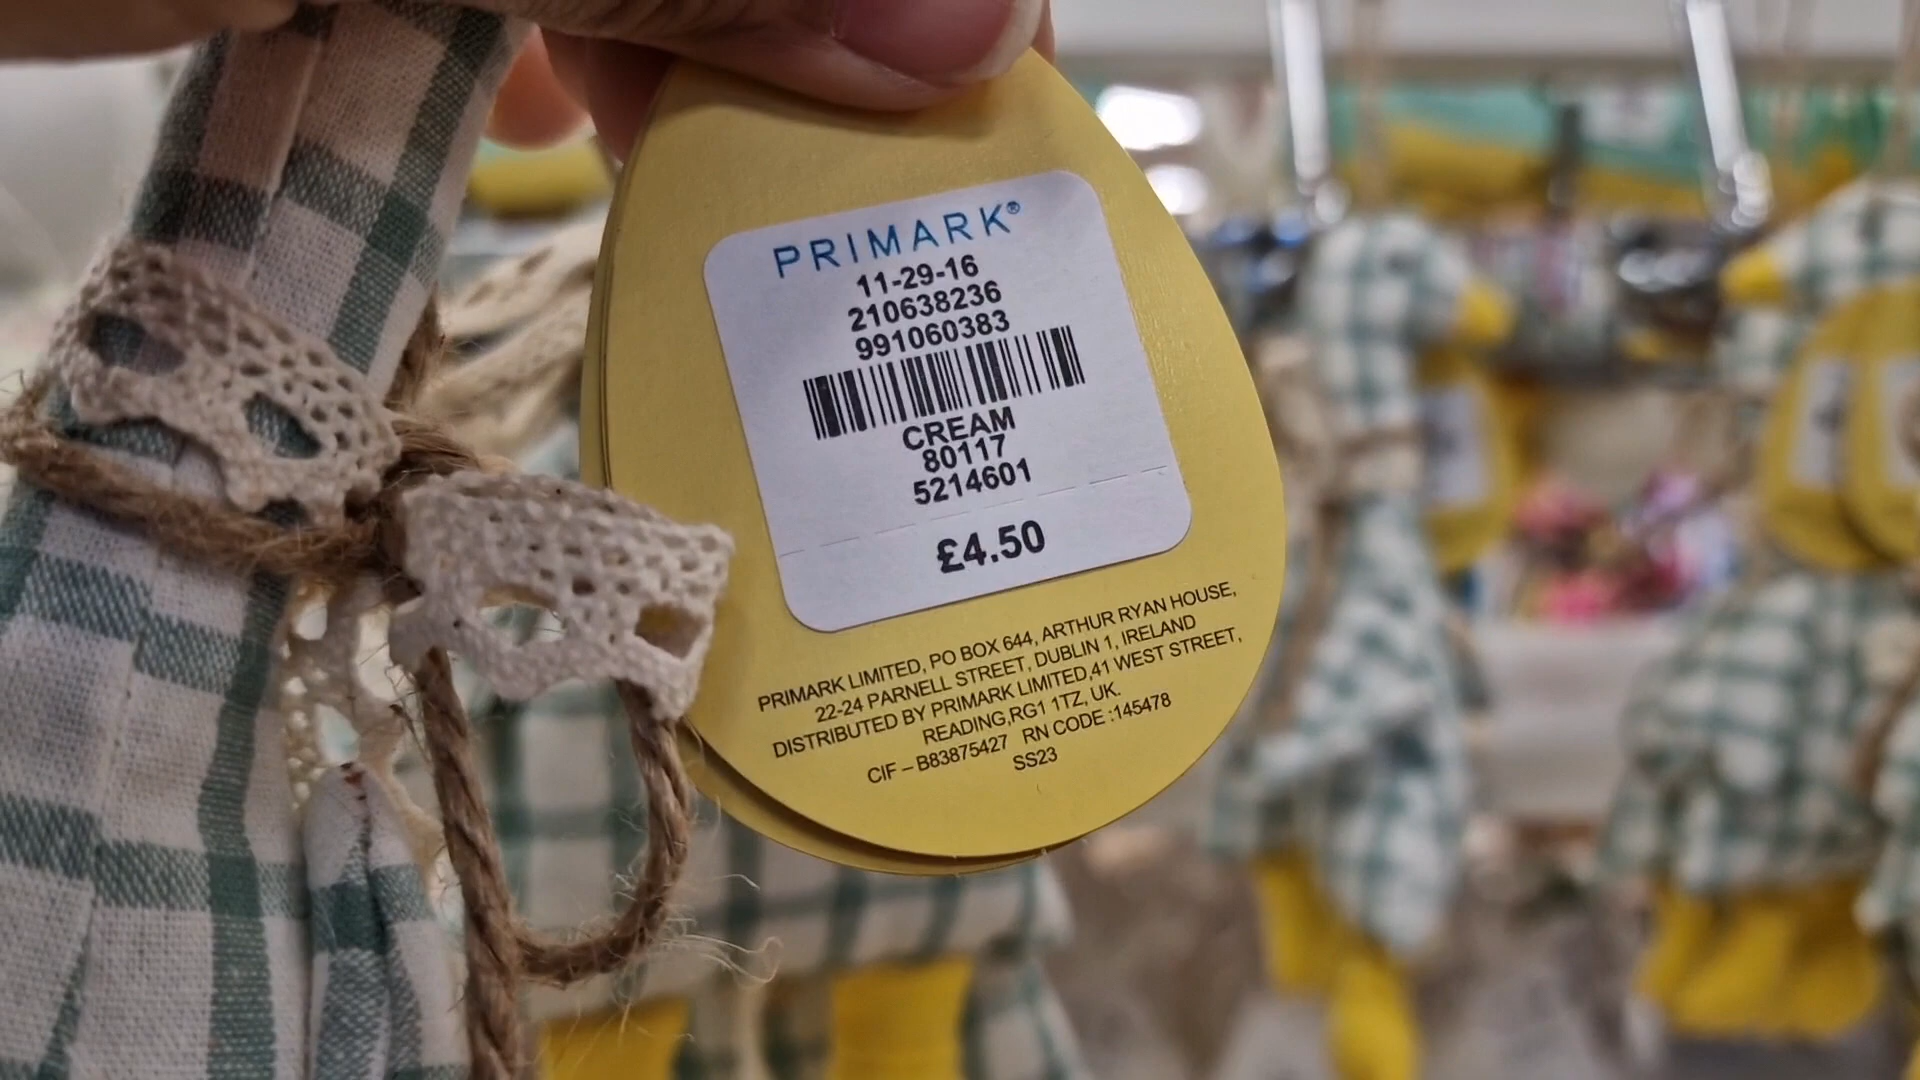 PRIMARK®
11-29-16
210638236
991060383
CREAM
80117
5214601
£4.50
PRIMARK LIMITED, PO BOX 644, ARTHUR RYAN HOUSE,
22-24 PARNELL STREET, DUBLIN 1, IRELAND
DISTRIBUTED BY PRIMARK LIMITED,41 WEST STREET,
READING,RG1 1TZ, UK.
CIF – B83875427 RN CODE :145478
SS23